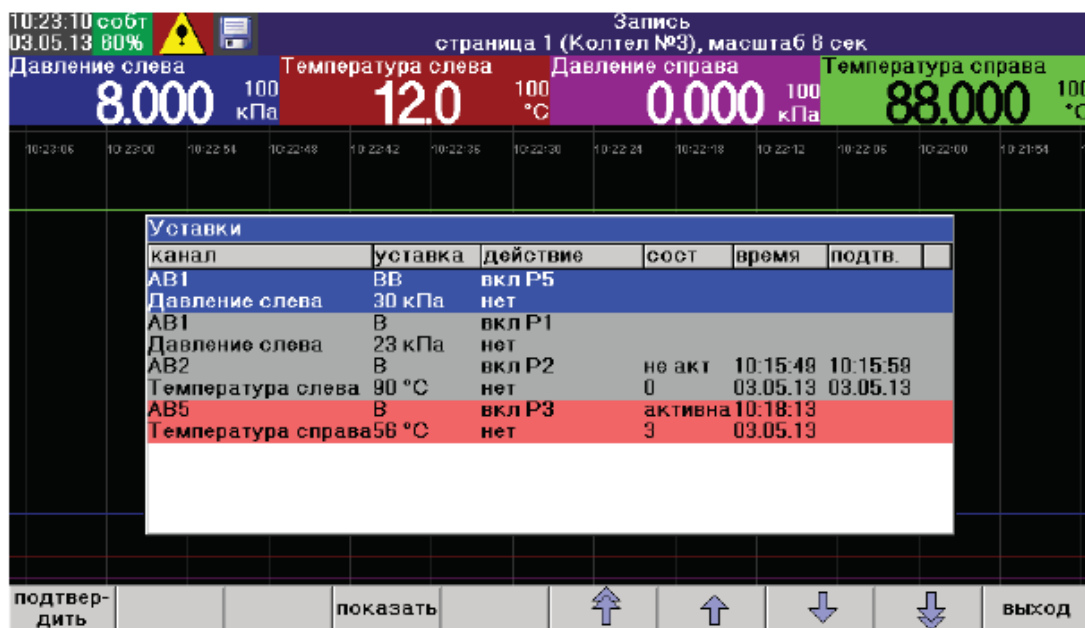 10:23:10 собт
03.05.13 60%
Запись
страница 1 (Колтел №3), масштаб 6 сек
Давление слева
8.000 100 кПа
Температура слева
12.0 100 °C
Давление справа
0.000 100 кПа
Температура справа
88.000 100 °C
10:23:06 10:23:00 10:22:54 10:22:48 10:22:42 10:22:36 10:22:30 10:22:24 10:22:18 10:22:12 10:22:06 10:22:00 10:21:54
Уставки
канал уставка действие сост время подтв.
АВ1 ВВ вкл Р5
Давление слева 30 кПа нет
АВ1 В вкл Р1
Давление слева 23 кПа нет
АВ2 В вкл Р2 не акт 10:15:49 10:15:59
Температура слева 90 °C нет 0 03.05.13 03.05.13
АВ5 В вкл Р3 активна 10:18:13
Температура справа 56 °C нет 3 03.05.13
подтвер-
дить
показать
выход